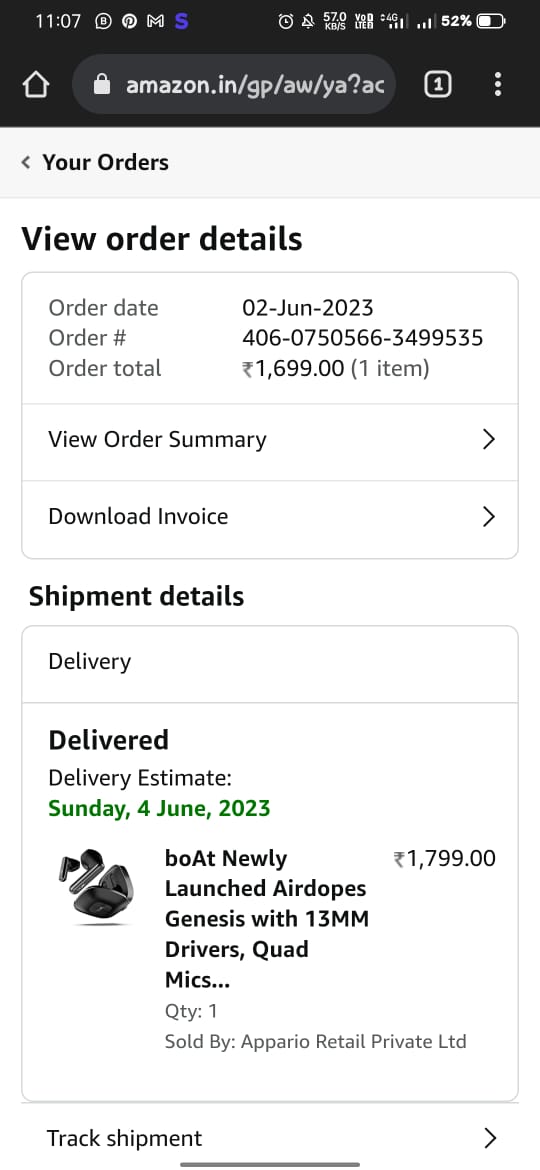 11:07 B M S 57.0 KB/S VoD LTE 4G 52%
amazon.in/gp/aw/ya?ac 1
Your Orders
View order details
Order date 02-Jun-2023
Order # 406-0750566-3499535
Order total ₹1,699.00 (1 item)
View Order Summary
Download Invoice
Shipment details
Delivery
Delivered
Delivery Estimate:
Sunday, 4 June, 2023
boAt Newly ₹1,799.00
Launched Airdopes
Genesis with 13MM
Drivers, Quad
Mics...
Qty: 1
Sold By: Appario Retail Private Ltd
Track shipment